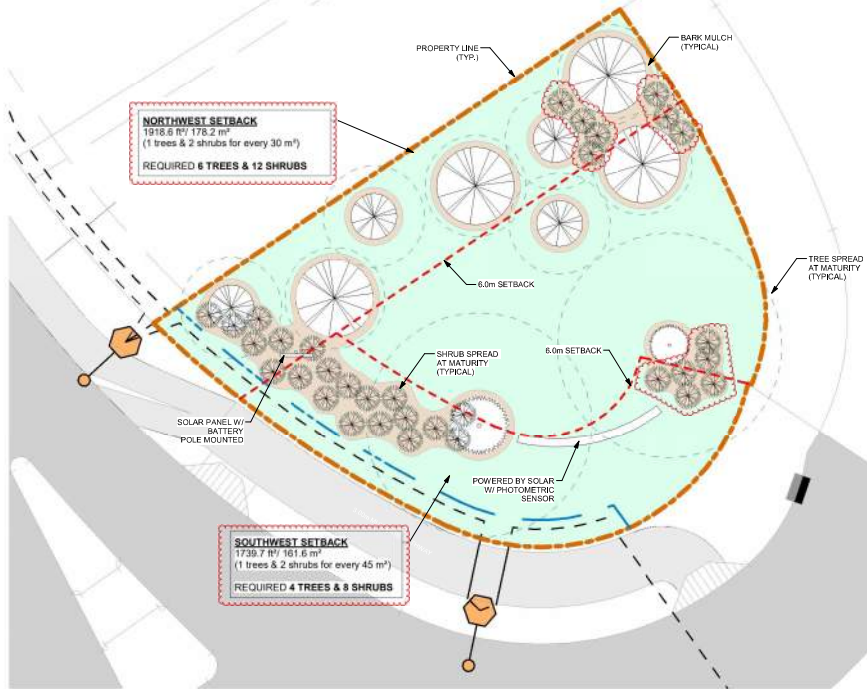 PROPERTY LINE
(TYP.)
BARK MULCH
(TYPICAL)
NORTHWEST SETBACK
1918.6 ft²/ 178.2 m²
(1 trees & 2 shrubs for every 30 m²)
REQUIRED 6 TREES & 12 SHRUBS
TREE SPREAD
AT MATURITY
(TYPICAL)
6.0m SETBACK
SHRUB SPREAD
AT MATURITY
(TYPICAL)
6.0m SETBACK
SOLAR PANEL W/
BATTERY
POLE MOUNTED
POWERED BY SOLAR
W/ PHOTOMETRIC
SENSOR
SOUTHWEST SETBACK
1739.7 ft²/ 161.6 m²
(1 trees & 2 shrubs for every 45 m²)
REQUIRED 4 TREES & 8 SHRUBS